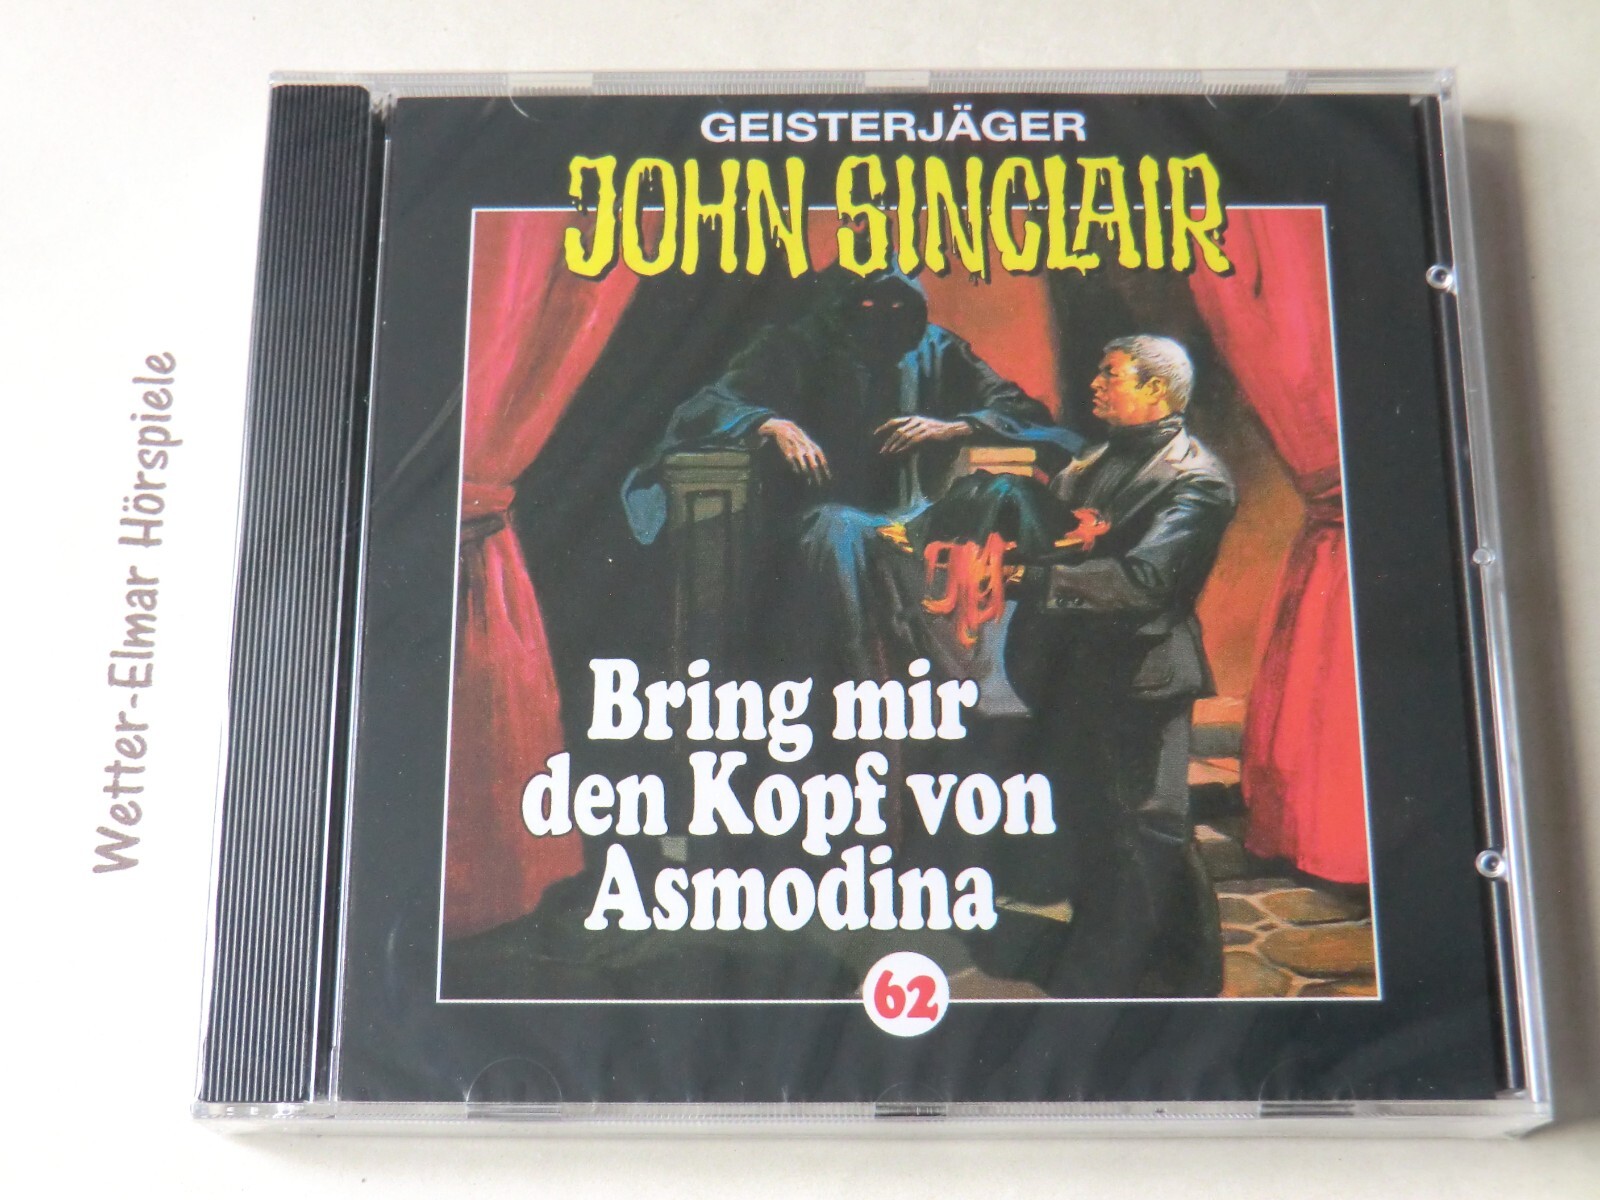 GEISTERJÄGER
JOHN SINCLAIR
Bring mir
den Kopf von
Asmodina
62
Wetter-Elmar Hörspiele